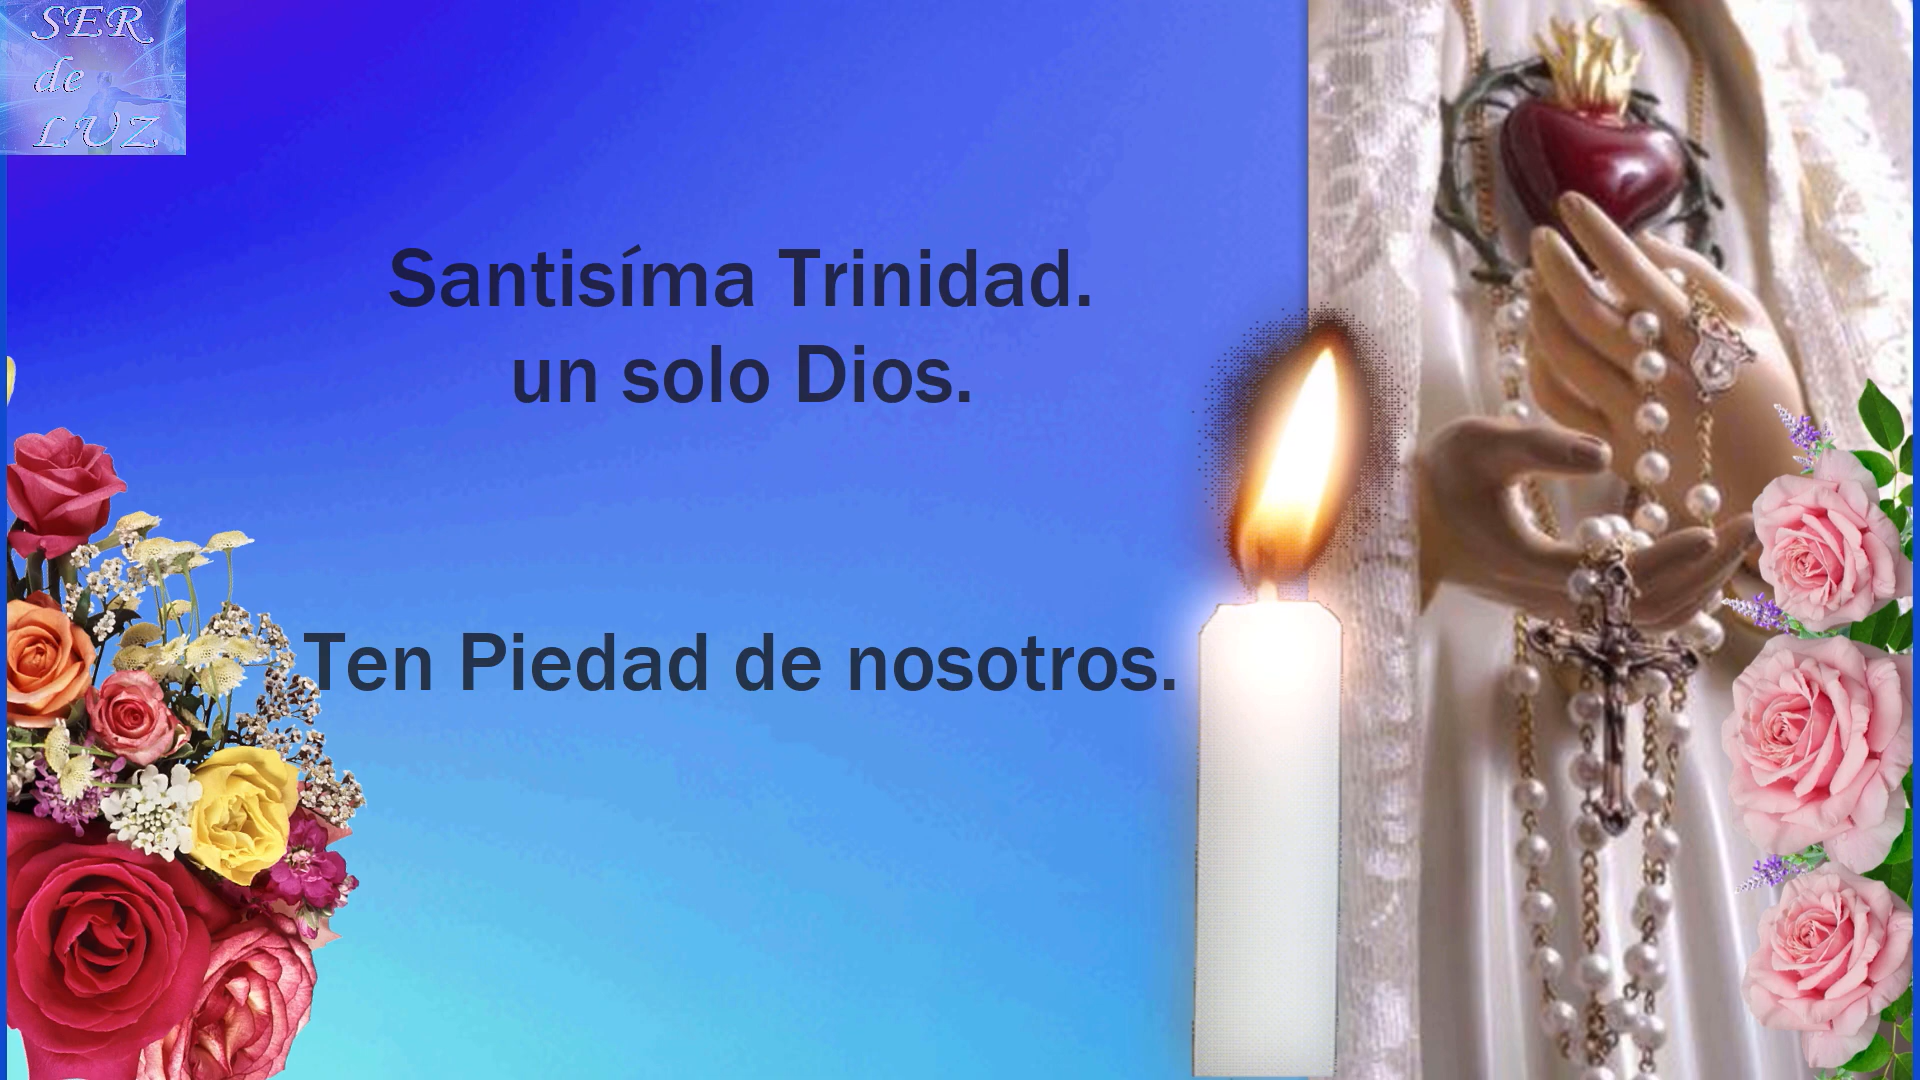 SER
de
LUZ
Santisíma Trinidad.
un solo Dios.
Ten Piedad de nosotros.